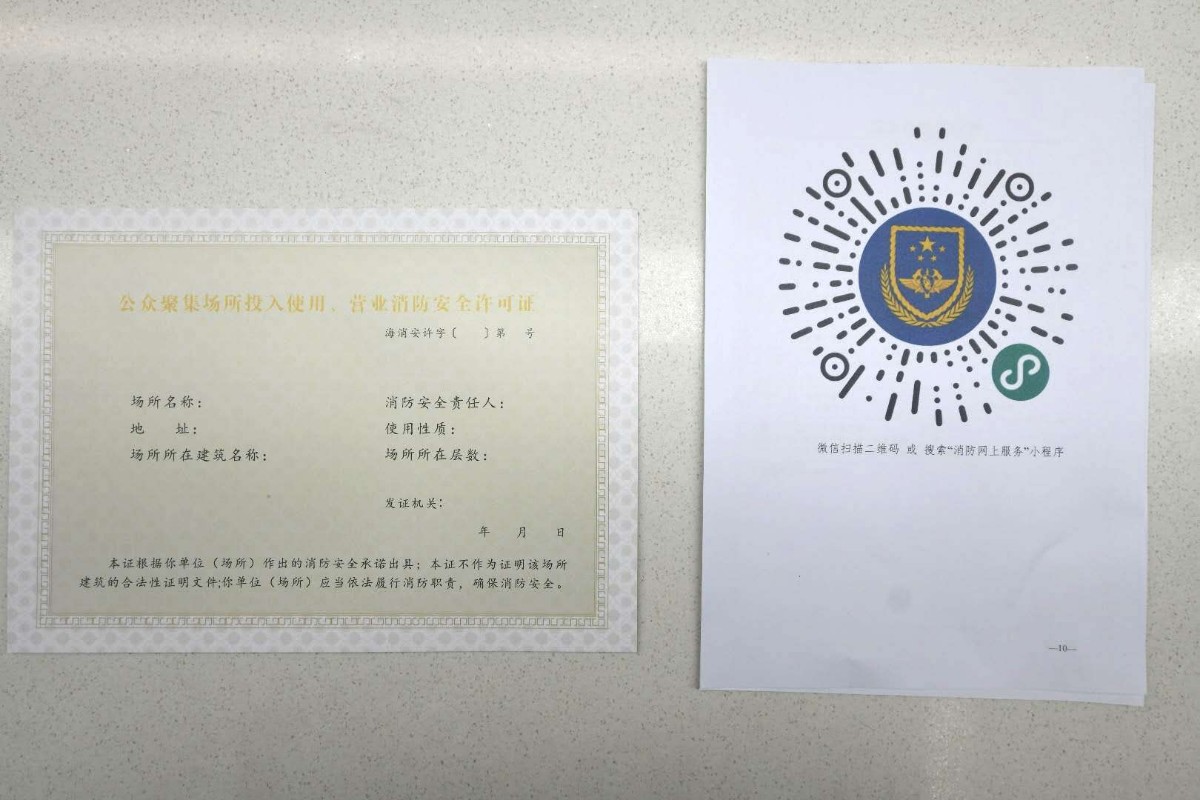 公众聚集场所投入使用、营业消防安全许可证
海消安许字〔 〕第 号
场所名称：
消防安全责任人：
地 址：
使用性质：
场所所在建筑名称：
场所所在层数：
发证机关：
年 月 日
本证根据你单位（场所）作出的消防安全承诺出具；本证不作为证明该场所
建筑的合法性证明文件;你单位（场所）应当依法履行消防职责，确保消防安全。
微信扫描二维码 或 搜索“消防网上服务”小程序
—10—